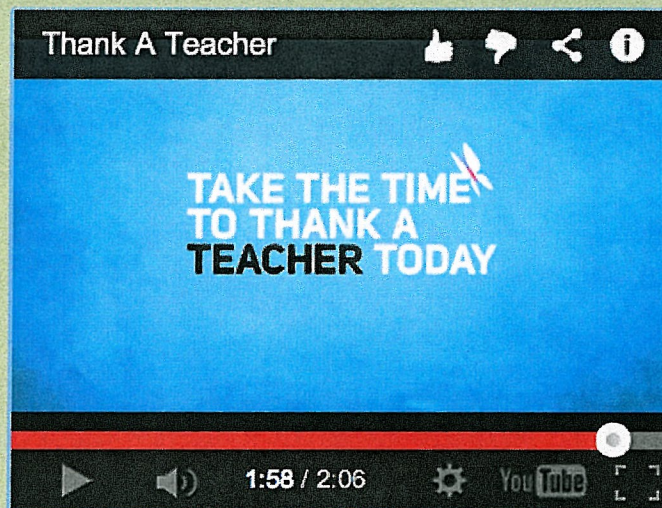 Thank A Teacher
TAKE THE TIME
TO THANK A
TEACHER TODAY
1:58 / 2:06
YouTube